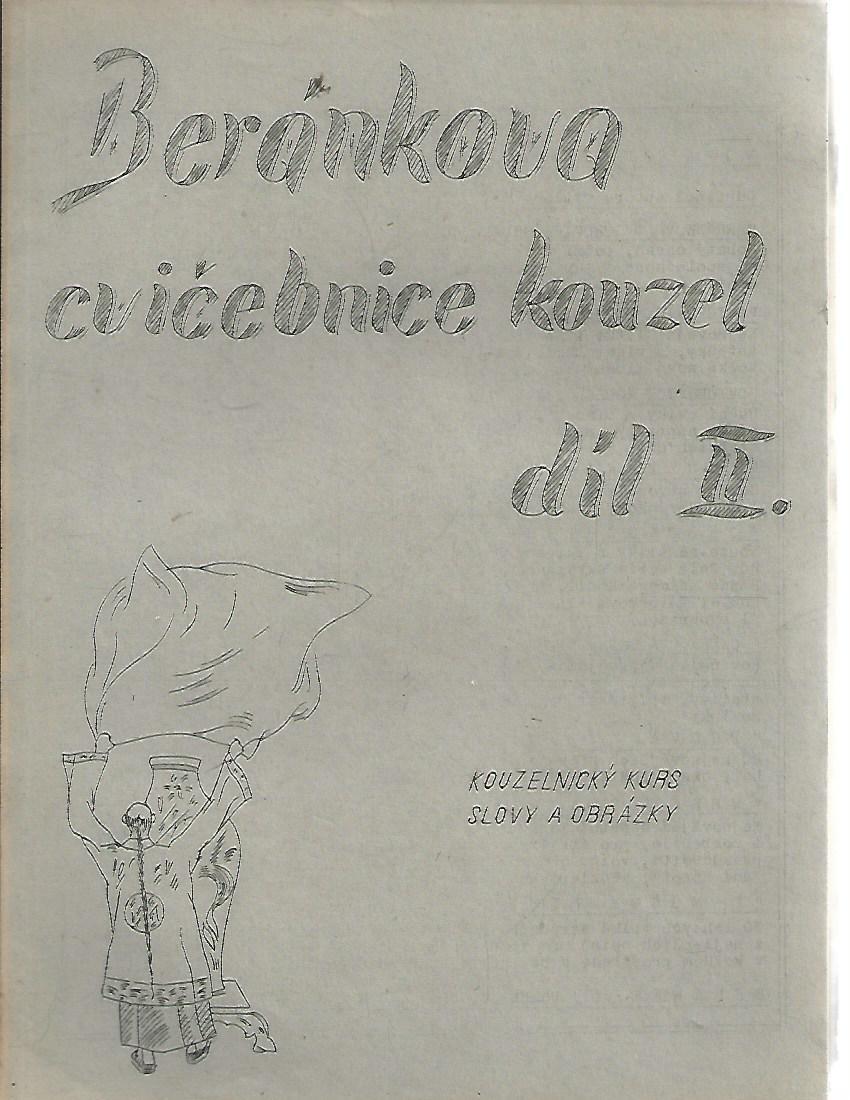 Beránkova
cvičebnice kouzel
díl II.
KOUZELNICKÝ KURS
SLOVY A OBRÁZKY